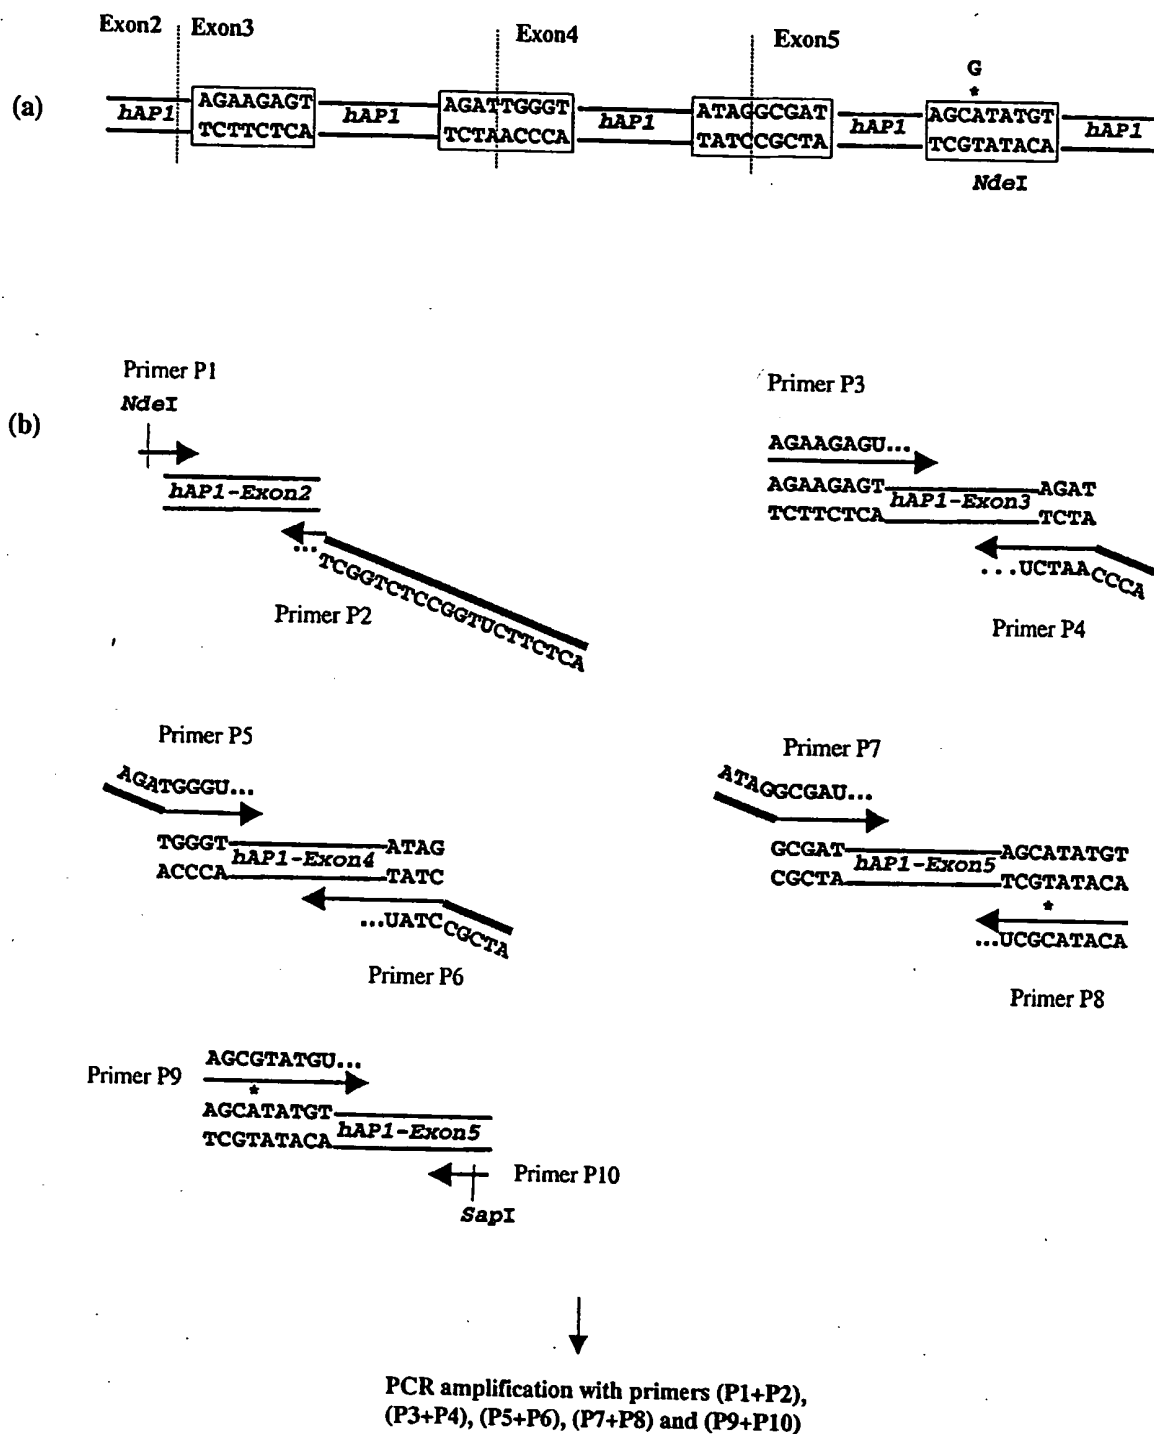 Exon2 Exon3 Exon4 Exon5
G
*
(a)
hAP1 AGAAGAGT hAP1 AGATTGGGT hAP1 ATAGGCGAT hAP1 AGCATATGT hAP1
TCTTCTCA TCTAACCCA TATCCGCTA TCGTATACA
NdeI
(b)
Primer P1
NdeI
hAP1-Exon2
...TCGGTCTCCGGTUCTTCTCA
Primer P2
Primer P3
AGAAGAGU...
AGAAGAGT hAP1-Exon3 AGAT
TCTTCTCA TCTA
...UCTAACCCA
Primer P4
Primer P5
AGATGGGU...
TGGGT hAP1-Exon4 ATAG
ACCCA TATC
...UATCCGCTA
Primer P6
Primer P7
ATAGGCGAU...
GCGAT hAP1-Exon5 AGCATATGT
CGCTA TCGTATACA
*
...UCGCATACA
Primer P8
Primer P9
AGCGTATGU...
*
AGCATATGT hAP1-Exon5
TCGTATACA
Primer P10
SapI
PCR amplification with primers (P1+P2),
(P3+P4), (P5+P6), (P7+P8) and (P9+P10)